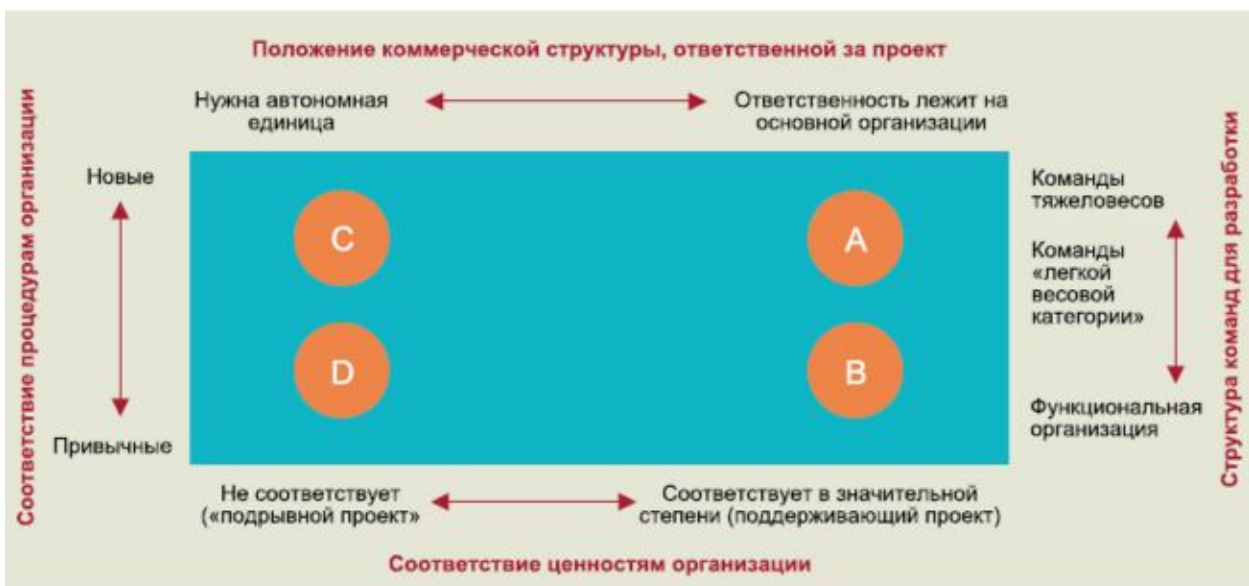 Положение коммерческой структуры, ответственной за проект
Нужна автономная
единица
Ответственность лежит на
основной организации
Соответствие процедурам организации
Новые
Привычные
C
A
D
B
Команды
тяжеловесов
Команды
«легкой
весовой
категории»
Функциональная
организация
Структура команд для разработки
Не соответствует
(«подрывной проект»
Соответствует в значительной
степени (поддерживающий проект)
Соответствие ценностям организации